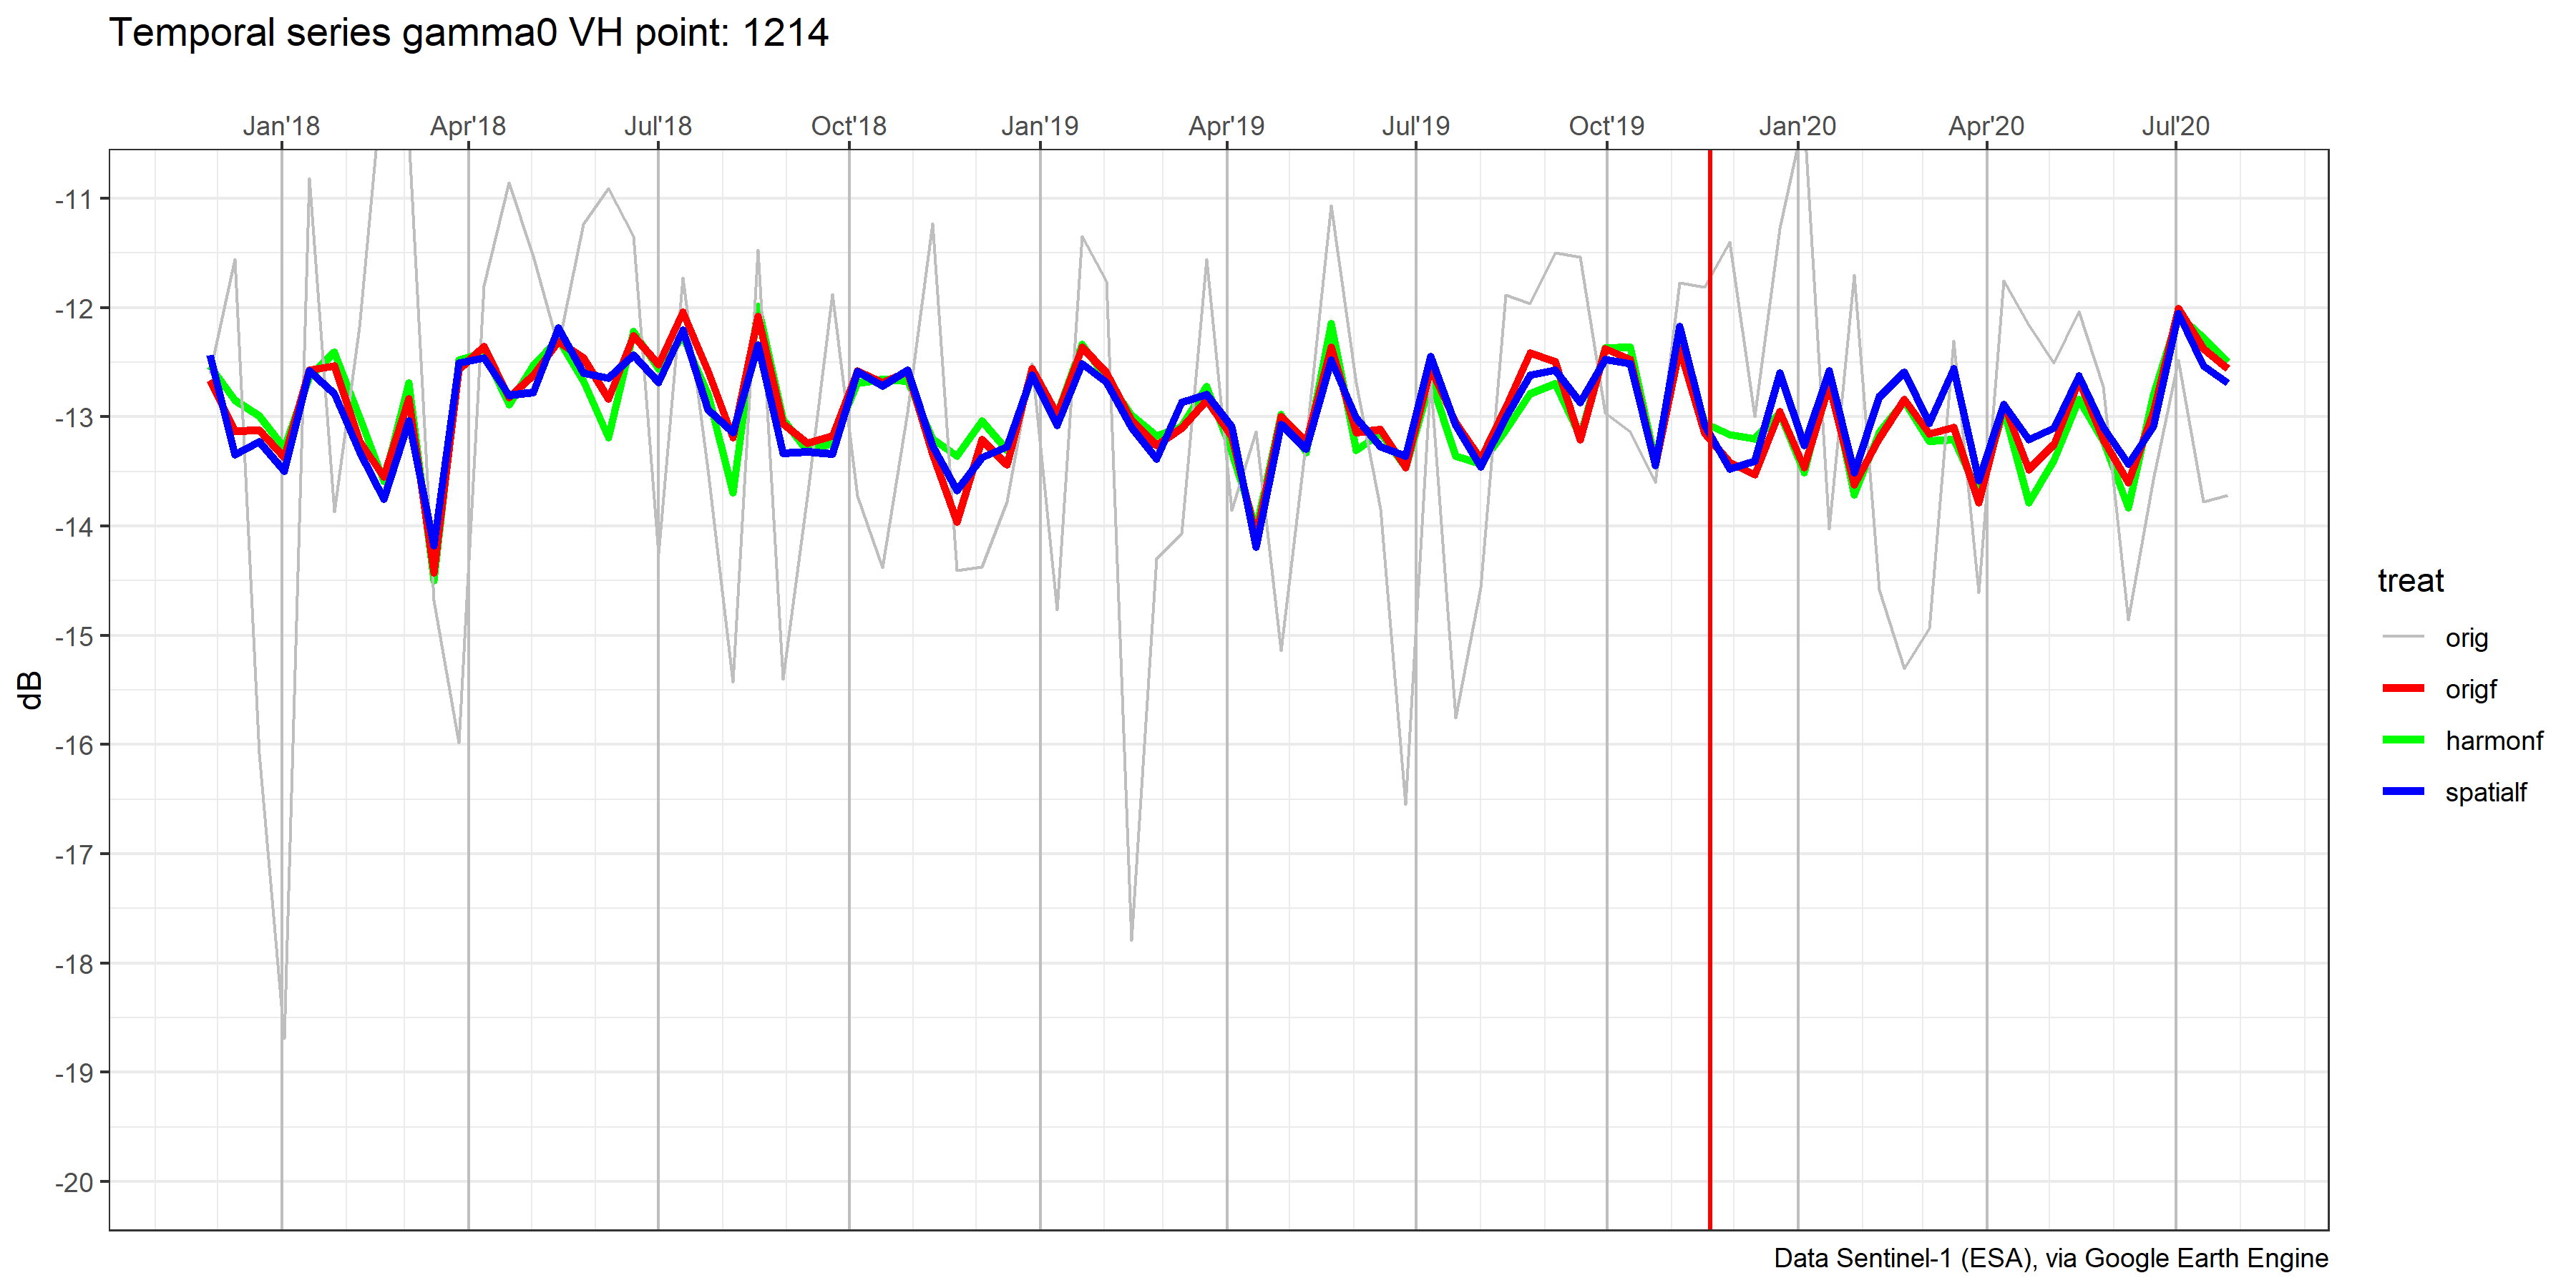 Temporal series gamma0 VH point: 1214
Jan'18 Apr'18 Jul'18 Oct'18 Jan'19 Apr'19 Jul'19 Oct'19 Jan'20 Apr'20 Jul'20
-11
-12
-13
-14
-15
-16
-17
-18
-19
-20
dB
treat
orig
origf
harmonf
spatialf
Data Sentinel-1 (ESA), via Google Earth Engine